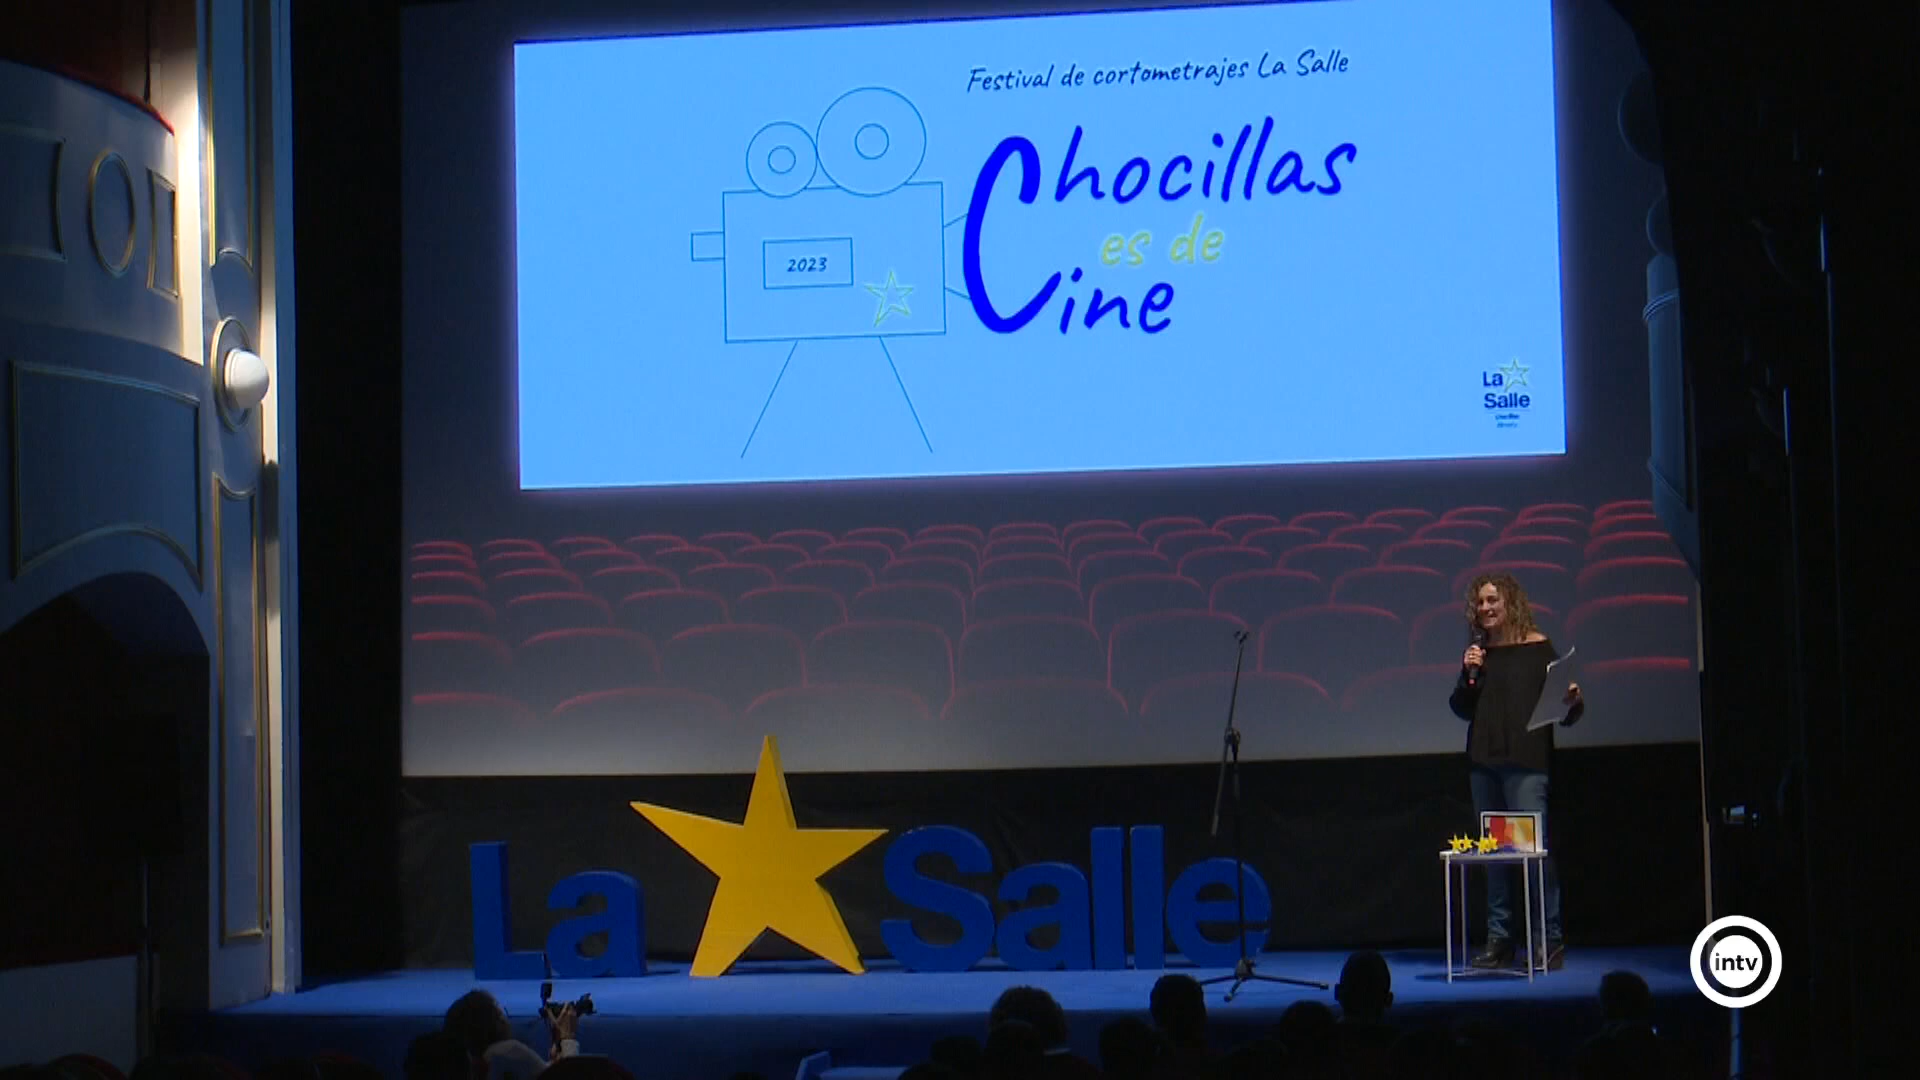 Festival de cortometrajes La Salle
Chocillas
es de
Cine
2023
La
Salle
La Salle
intv